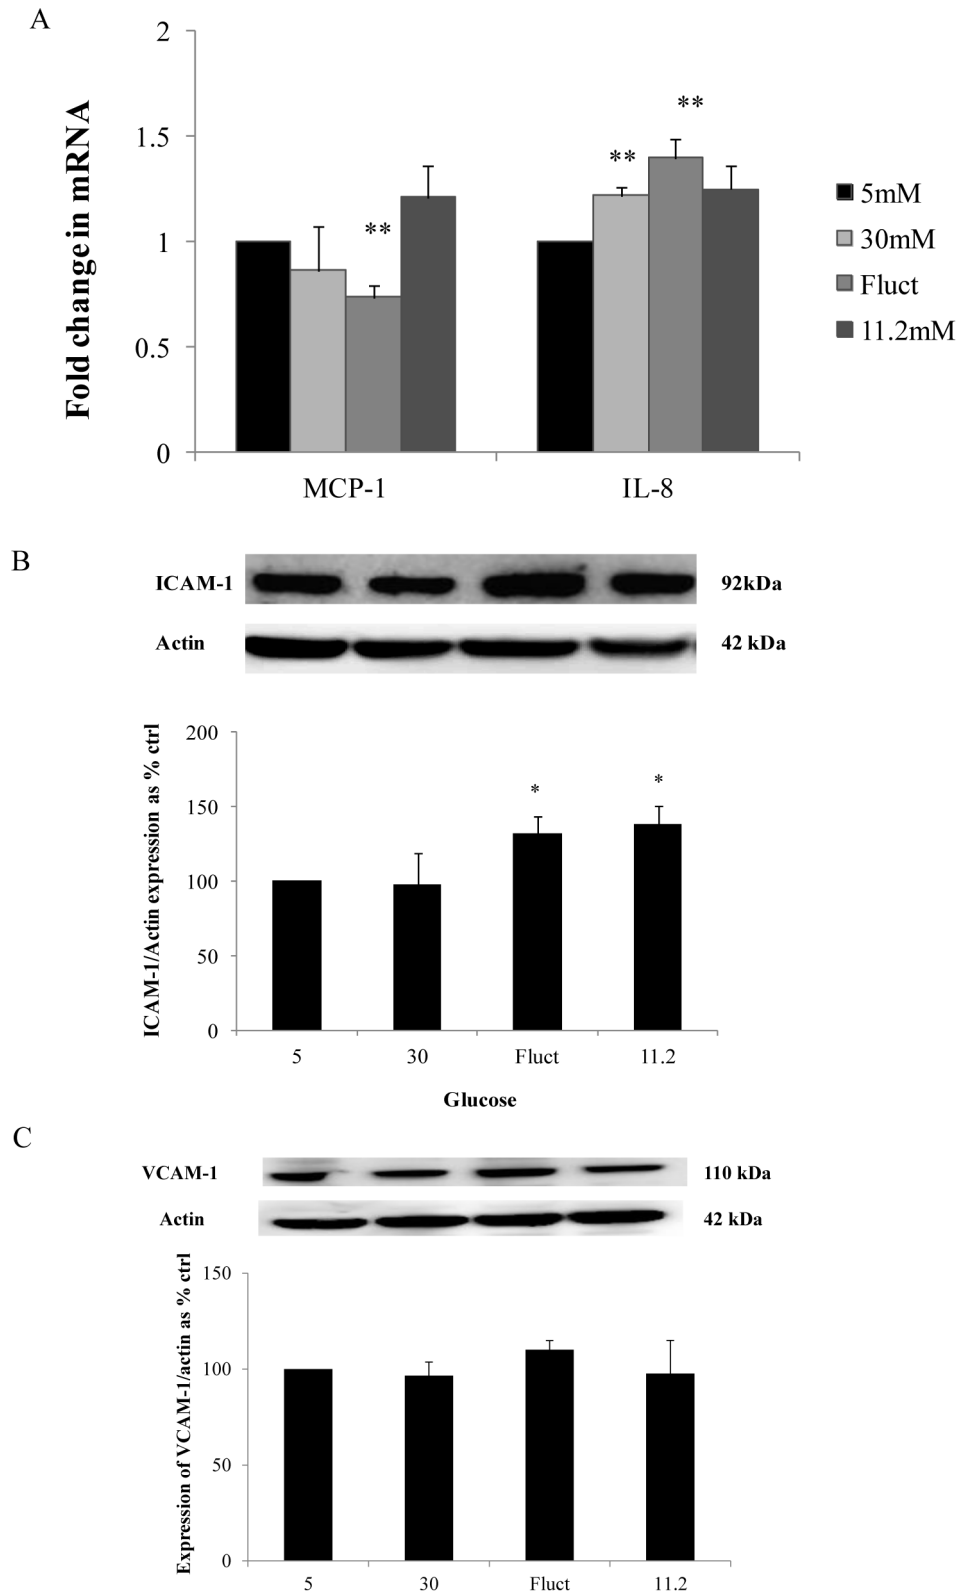 A
2
1.5
1
0.5
0
Fold change in mRNA
**
**
**
MCP-1
IL-8
5mM
30mM
Fluct
11.2mM
B
ICAM-1
92kDa
Actin
42 kDa
ICAM-1/Actin expression as % ctrl
200
150
100
50
0
*
*
5
30
Fluct
11.2
Glucose
C
VCAM-1
110 kDa
Actin
42 kDa
Expression of VCAM-1/actin as % ctrl
150
100
50
0
5
30
Fluct
11.2